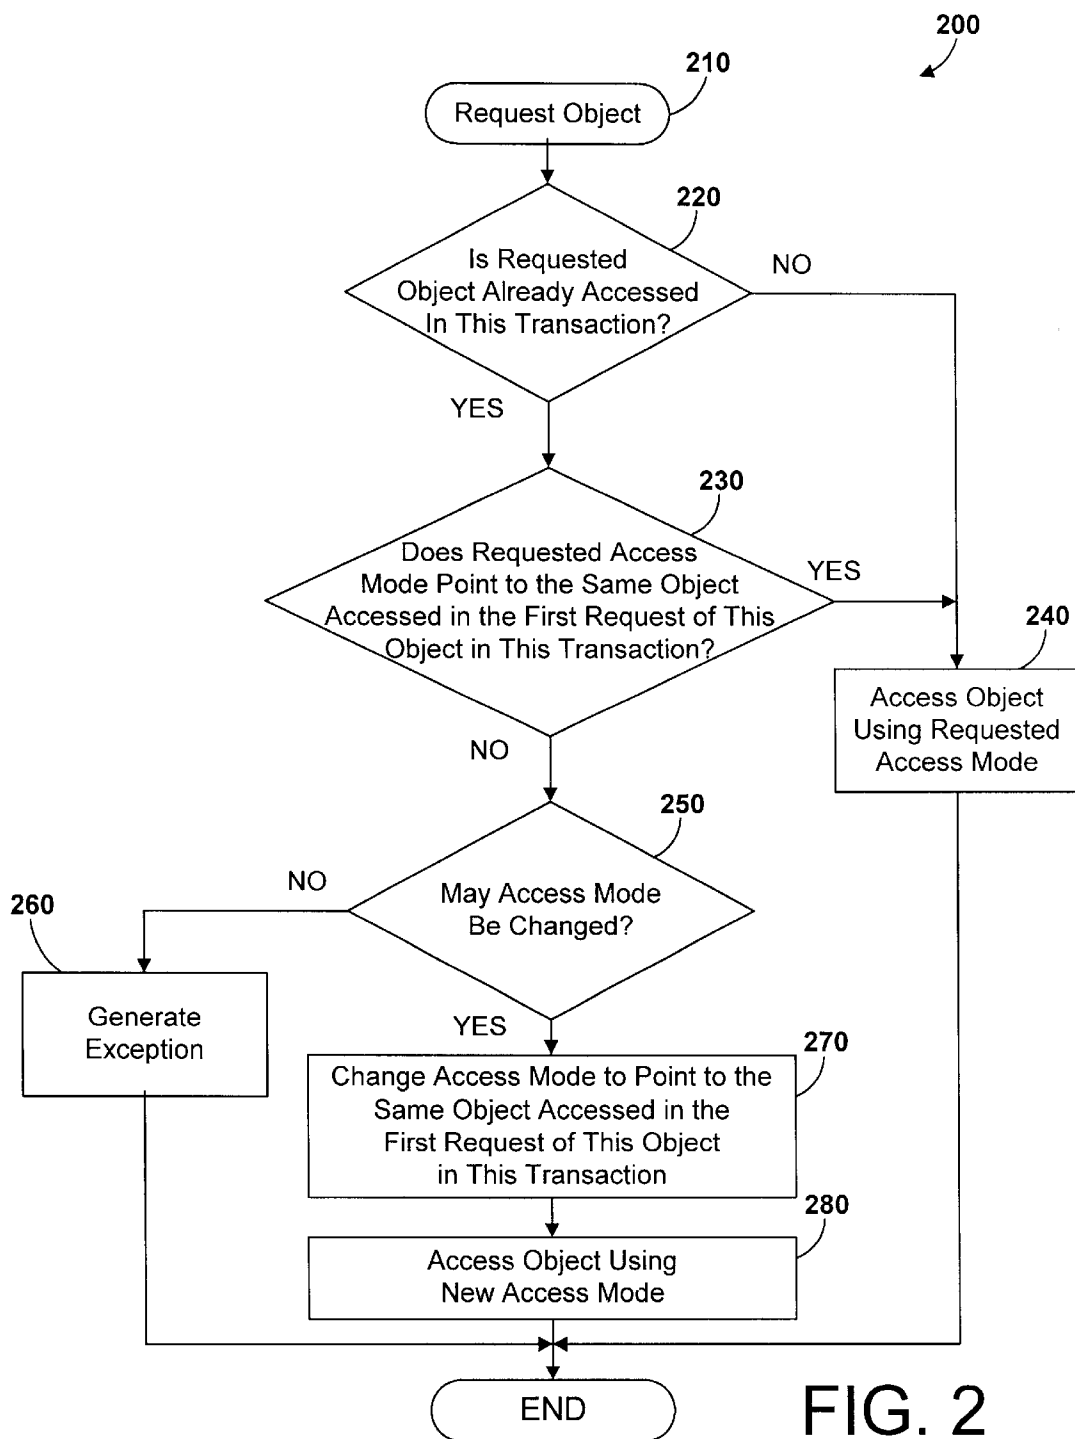 200
210
Request Object
220
Is Requested
Object Already Accessed
In This Transaction?
NO
YES
230
Does Requested Access
Mode Point to the Same Object
Accessed in the First Request of This
Object in This Transaction?
YES
240
Access Object
Using Requested
Access Mode
NO
250
May Access Mode
Be Changed?
NO
260
Generate
Exception
YES
270
Change Access Mode to Point to the
Same Object Accessed in the
First Request of This Object
in This Transaction
280
Access Object Using
New Access Mode
END
FIG. 2